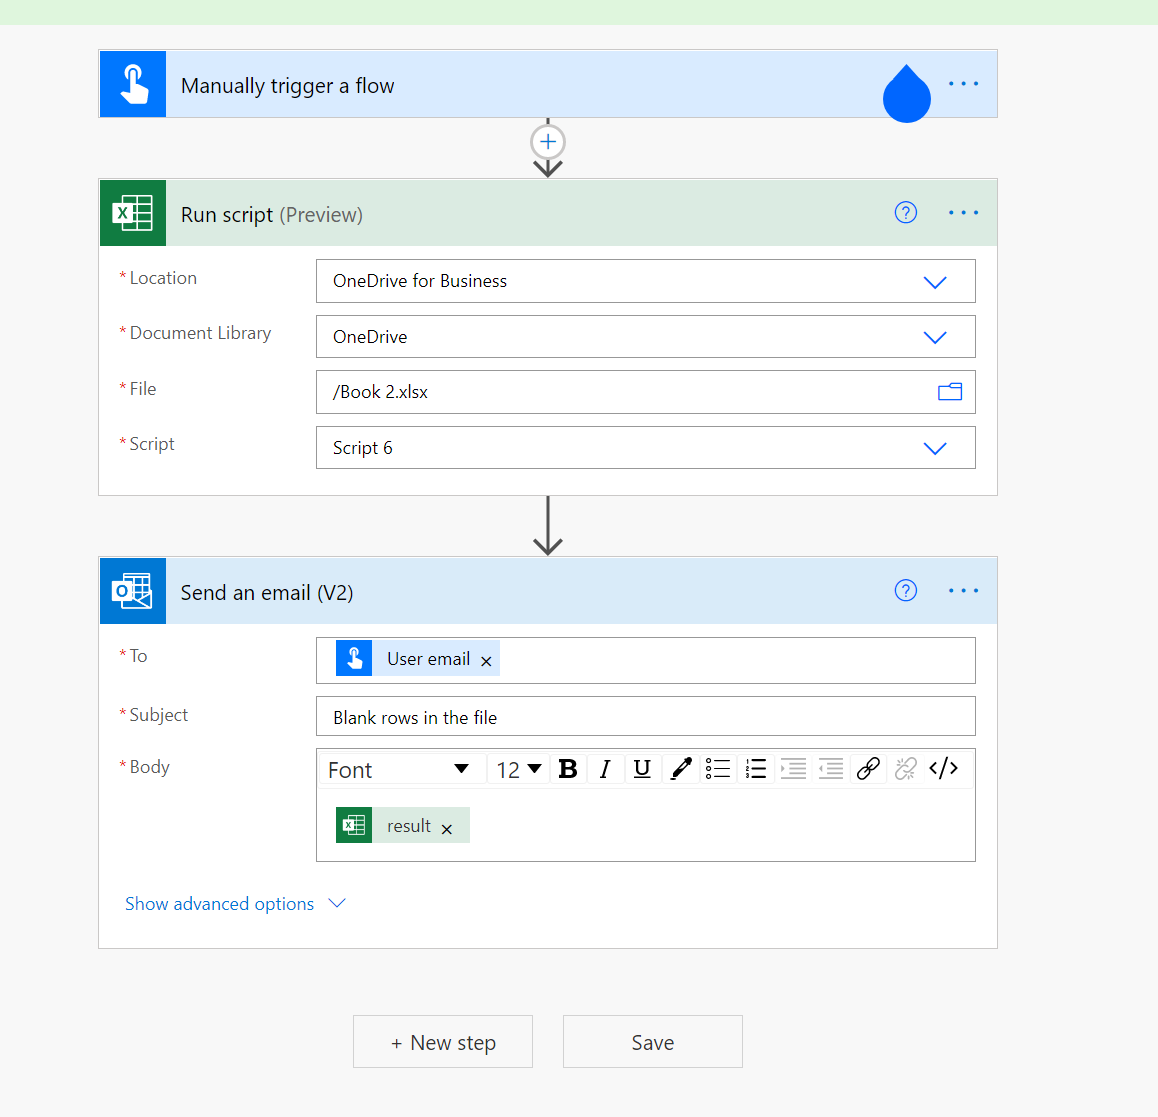 Manually trigger a flow
Run script (Preview)
* Location
OneDrive for Business
* Document Library
OneDrive
* File
/Book 2.xlsx
* Script
Script 6
Send an email (V2)
* To
User email ×
* Subject
Blank rows in the file
* Body
Font 12 B I U </>
result ×
Show advanced options
+ New step
Save